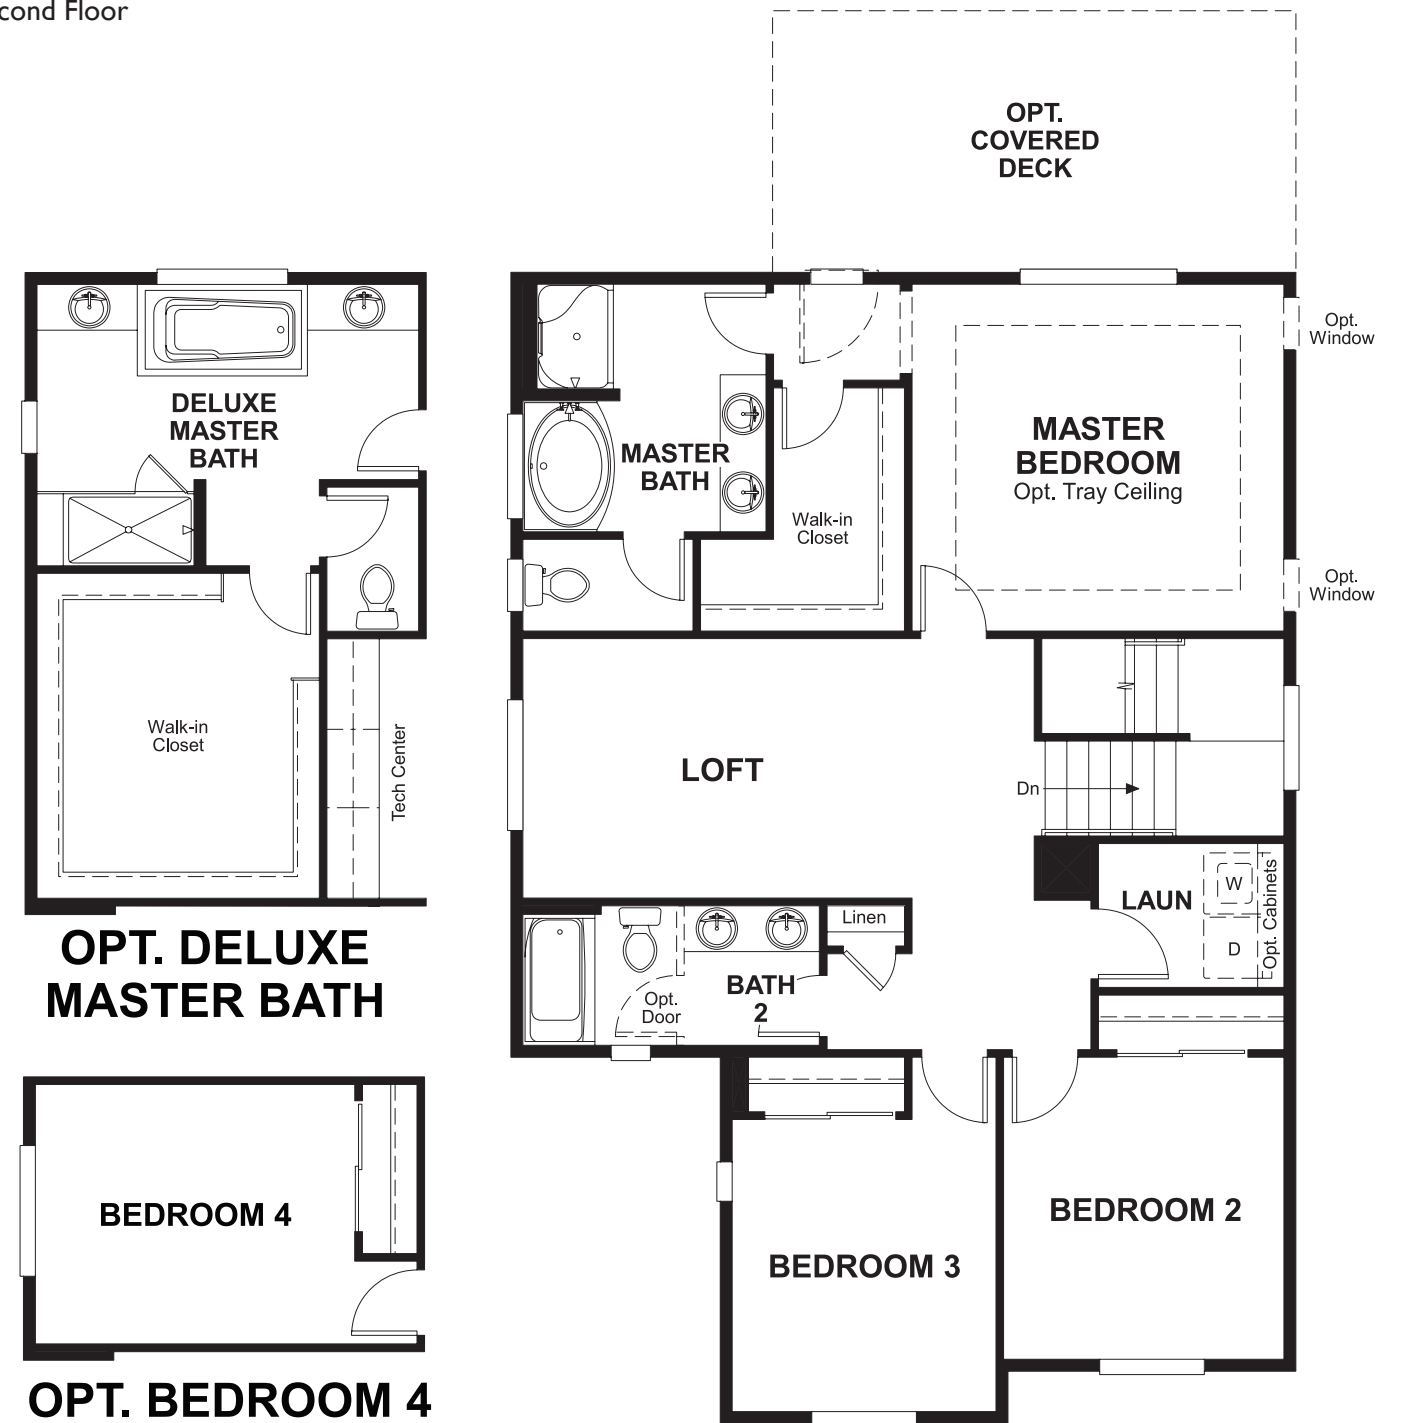 cond Floor
OPT.
COVERED
DECK
Opt.
Window
DELUXE
MASTER
BATH
MASTER
BATH
MASTER
BEDROOM
Opt. Tray Ceiling
Walk-in
Closet
Opt.
Window
Walk-in
Closet
Tech Center
LOFT
Dn
LAUN
W
D
Opt. Cabinets
Linen
BATH
2
Opt.
Door
OPT. DELUXE
MASTER BATH
BEDROOM 4
BEDROOM 3
BEDROOM 2
OPT. BEDROOM 4